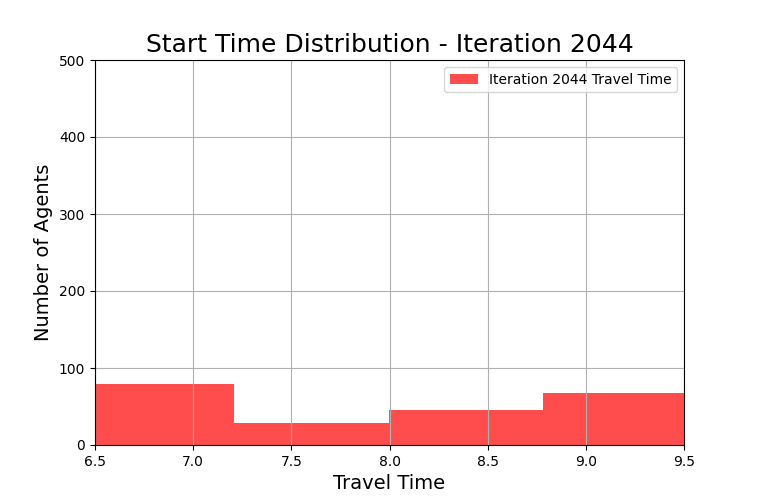 Start Time Distribution - Iteration 2044
Iteration 2044 Travel Time
Number of Agents
500
400
300
200
100
0
6.5 7.0 7.5 8.0 8.5 9.0 9.5
Travel Time